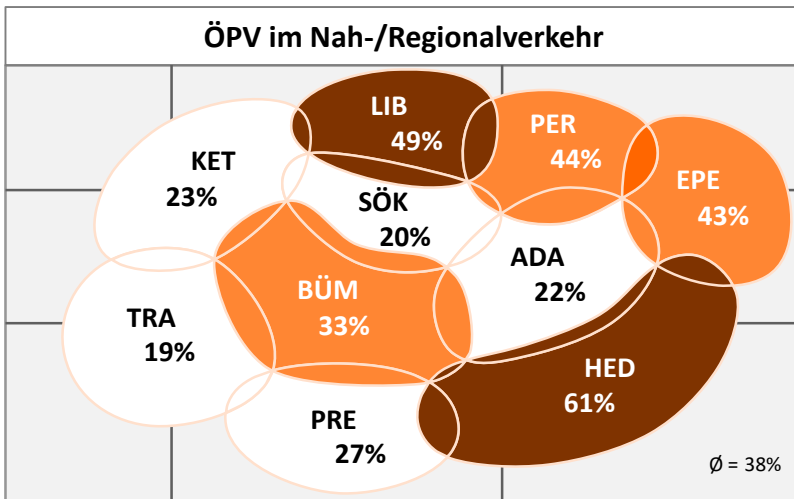 ÖPV im Nah-/Regionalverkehr
LIB
49%
PER
44%
KET
23%
EPE
43%
SÖK
20%
ADA
22%
BÜM
33%
TRA
19%
HED
61%
PRE
27%
Ø = 38%